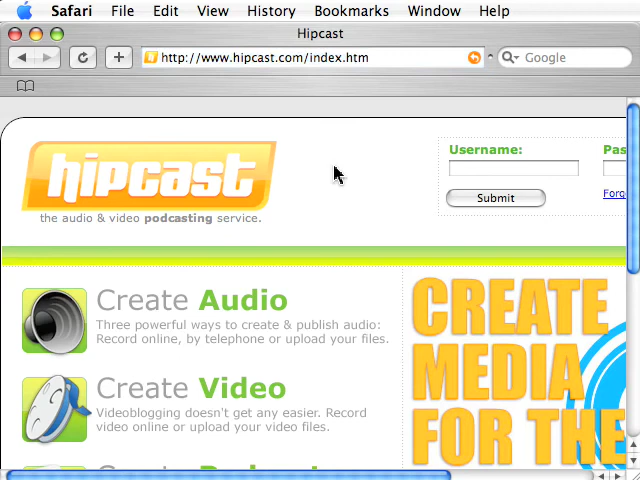 Safari File Edit View History Bookmarks Window Help
Hipcast
http://www.hipcast.com/index.htm
Google
hipcast
the audio & video podcasting service.
Username:
Submit
Create Audio
Three powerful ways to create & publish audio:
Record online, by telephone or upload your files.
Create Video
Videoblogging doesn't get any easier. Record
video online or upload your video files.
CREATE
MEDIA
FOR THE